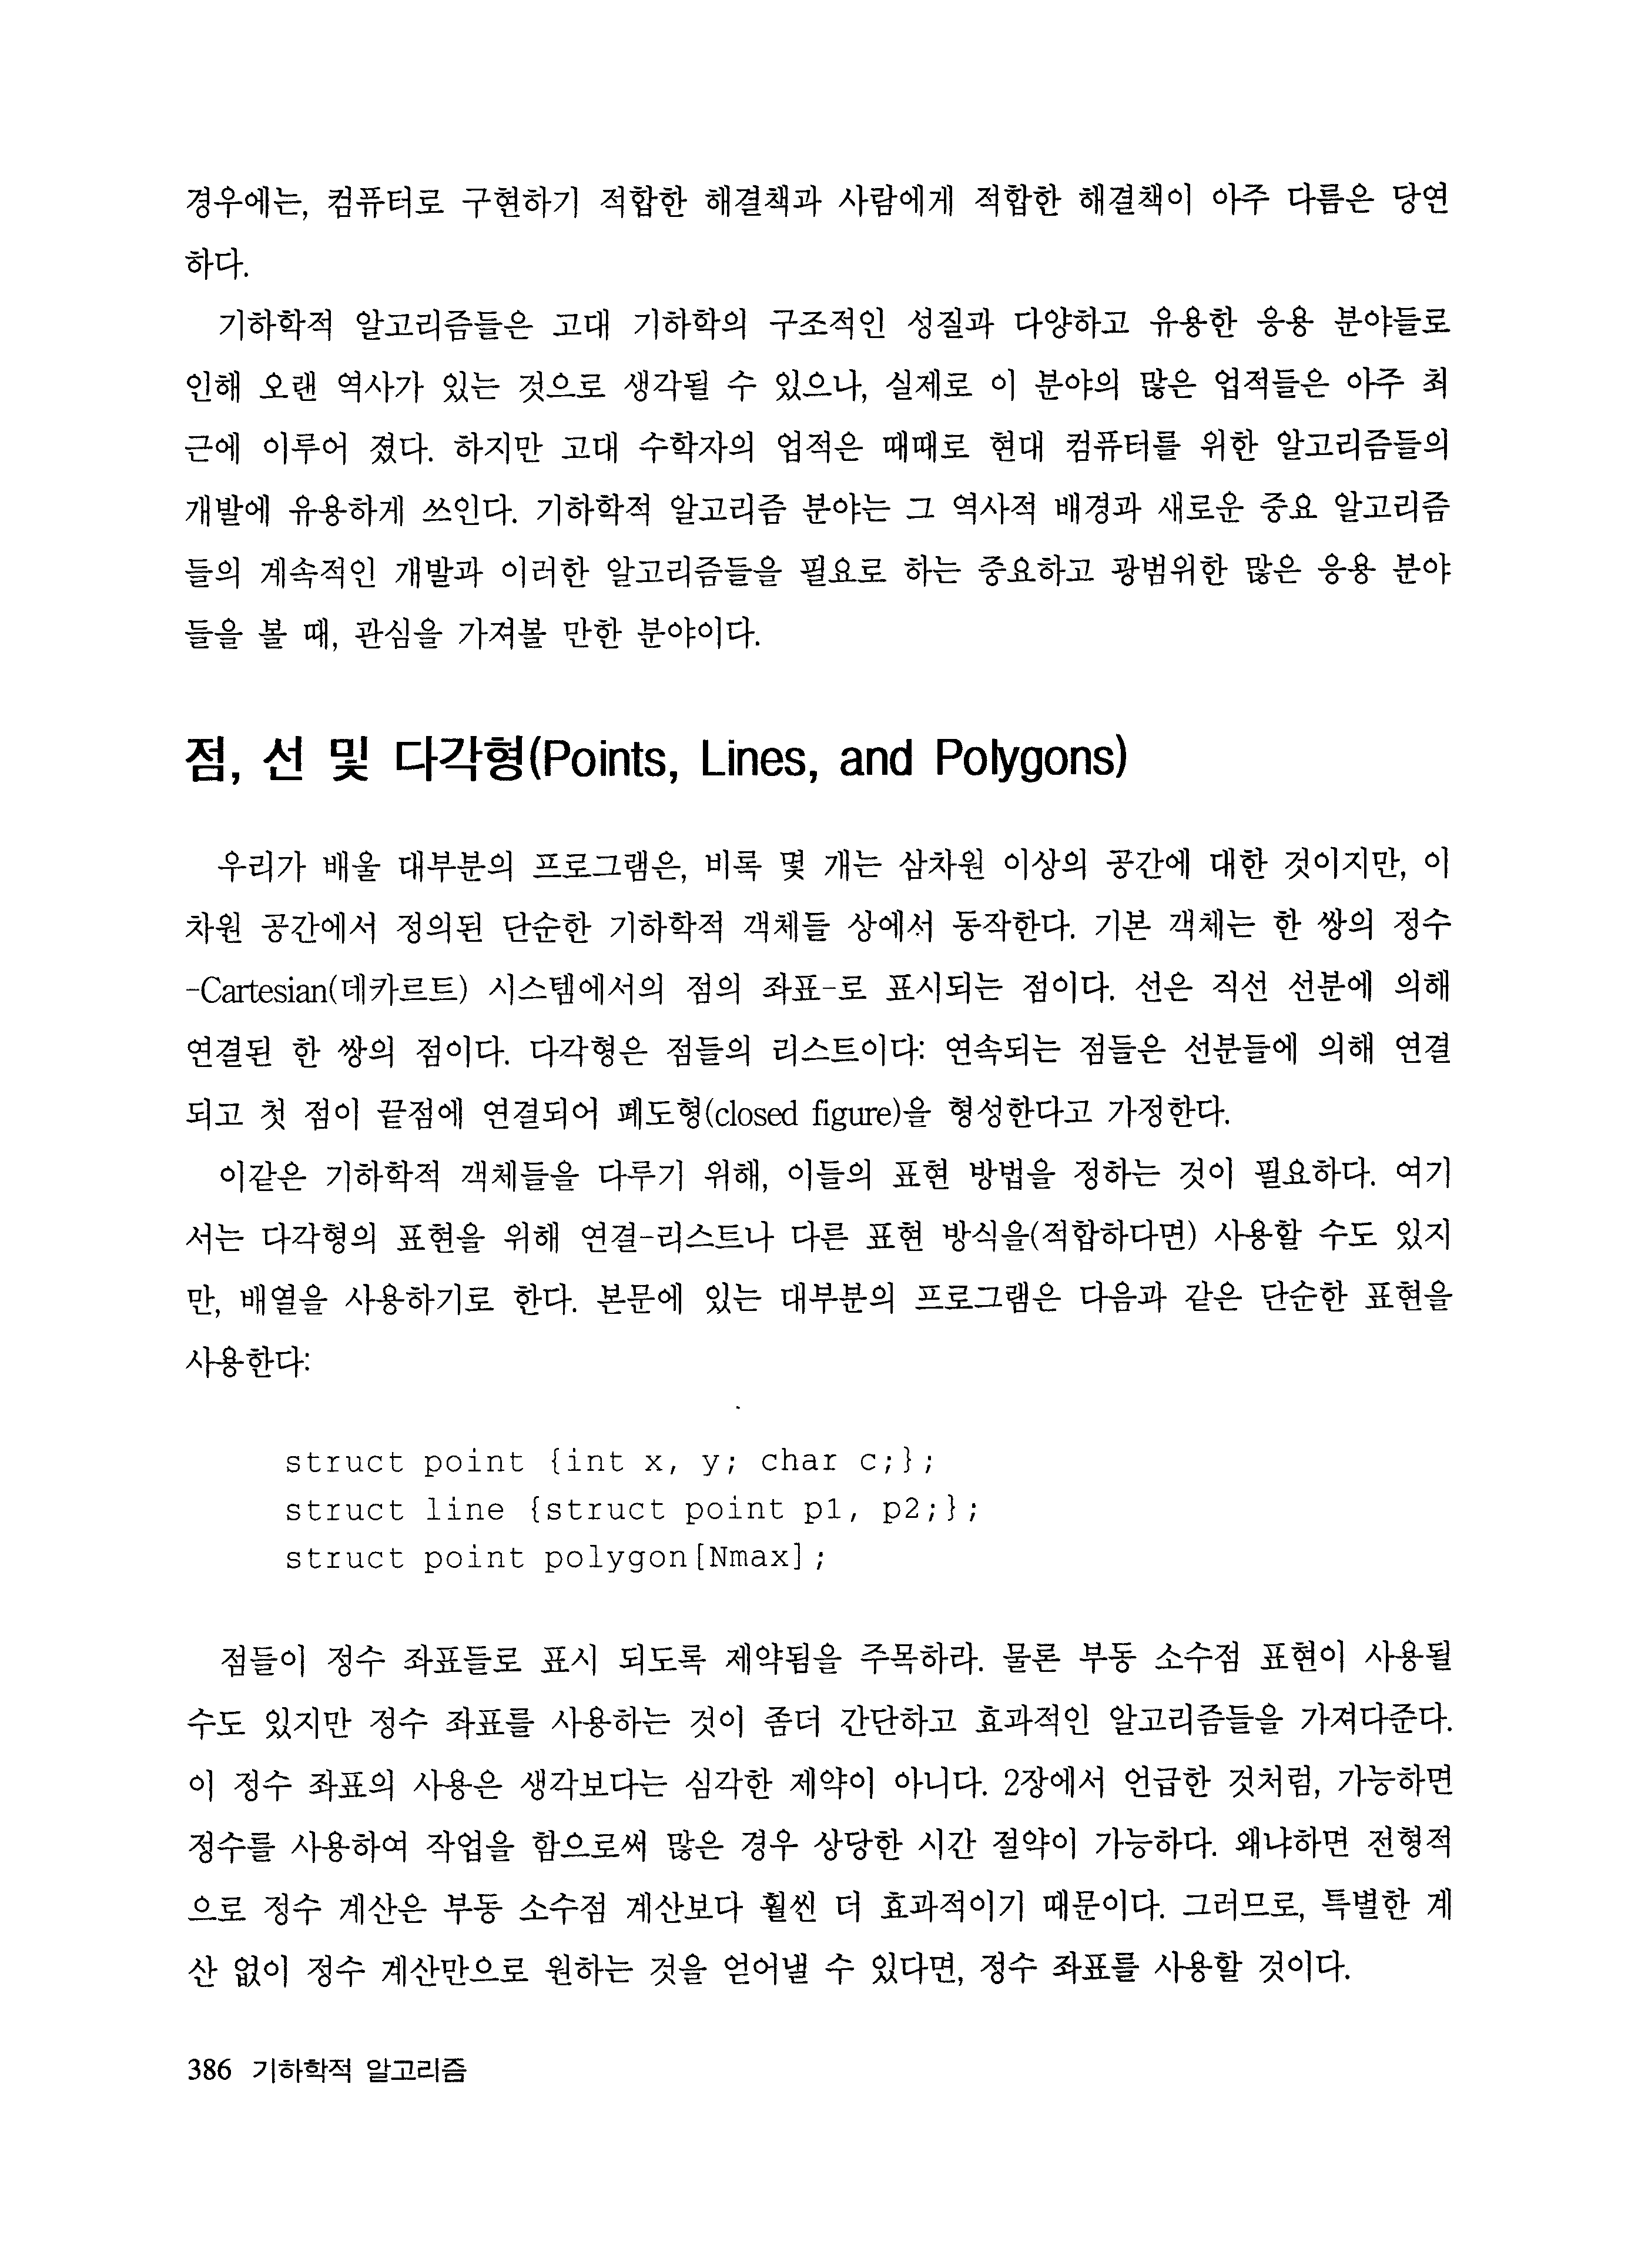 경우에는, 컴퓨터로 구현하기 적합한 해결책과 사람에게 적합한 해결책이 아주 다름은 당연
하다.
기하학적 알고리즘들은 고대 기하학의 구조적인 성질과 다양하고 유용한 응용 분야들로
인해 오랜 역사가 있는 것으로 생각될 수 있으나, 실제로 이 분야의 많은 업적들은 아주 최
근에 이루어 졌다. 하지만 고대 수학자의 업적은 때때로 현대 컴퓨터를 위한 알고리즘들의
개발에 유용하게 쓰인다. 기하학적 알고리즘 분야는 그 역사적 배경과 새로운 중요 알고리즘
들의 계속적인 개발과 이러한 알고리즘들을 필요로 하는 중요하고 광범위한 많은 응용 분야
들을 볼 때, 관심을 가져볼 만한 분야이다.
점, 선 및 다각형(Points, Lines, and Polygons)
우리가 배울 대부분의 프로그램은, 비록 몇 개는 삼차원 이상의 공간에 대한 것이지만, 이
차원 공간에서 정의된 단순한 기하학적 객체들 상에서 동작한다. 기본 객체는 한 쌍의 정수
-Cartesian(데카르트) 시스템에서의 점의 좌표-로 표시되는 점이다. 선은 직선 선분에 의해
연결된 한 쌍의 점이다. 다각형은 점들의 리스트이다: 연속되는 점들은 선분들에 의해 연결
되고 첫 점이 끝점에 연결되어 폐도형(closed figure)을 형성한다고 가정한다.
이같은 기하학적 객체들을 다루기 위해, 이들의 표현 방법을 정하는 것이 필요하다. 여기
서는 다각형의 표현을 위해 연결-리스트나 다른 표현 방식을(적합하다면) 사용할 수도 있지
만, 배열을 사용하기로 한다. 본문에 있는 대부분의 프로그램은 다음과 같은 단순한 표현을
사용한다:
struct point {int x, y; char c;};
struct line {struct point p1, p2;};
struct point polygon[Nmax];
점들이 정수 좌표들로 표시 되도록 제약됨을 주목하라. 물론 부동 소수점 표현이 사용될
수도 있지만 정수 좌표를 사용하는 것이 좀더 간단하고 효과적인 알고리즘들을 가져다준다.
이 정수 좌표의 사용은 생각보다는 심각한 제약이 아니다. 2장에서 언급한 것처럼, 가능하면
정수를 사용하여 작업을 함으로써 많은 경우 상당한 시간 절약이 가능하다. 왜냐하면 전형적
으로 정수 계산은 부동 소수점 계산보다 훨씬 더 효과적이기 때문이다. 그러므로, 특별한 계
산 없이 정수 계산만으로 원하는 것을 얻어낼 수 있다면, 정수 좌표를 사용할 것이다.
386 기하학적 알고리즘